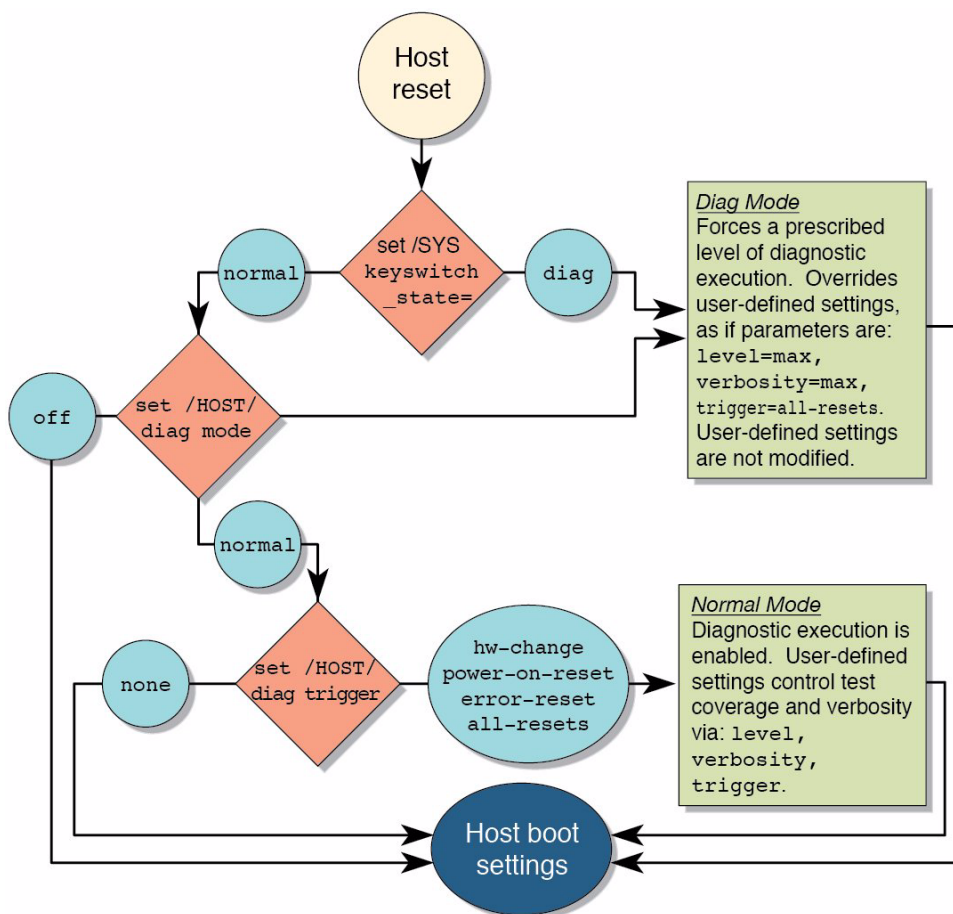 Host
reset
set /SYS
keyswitch
_state=
normal
diag
Diag Mode
Forces a prescribed
level of diagnostic
execution.  Overrides
user-defined settings,
as if parameters are:
level=max,
verbosity=max,
trigger=all-resets.
User-defined settings
are not modified.
off
set /HOST/
diag mode
normal
none
set /HOST/
diag trigger
hw-change
power-on-reset
error-reset
all-resets
Normal Mode
Diagnostic execution is
enabled.  User-defined
settings control test
coverage and verbosity
via: level,
verbosity,
trigger.
Host boot
settings